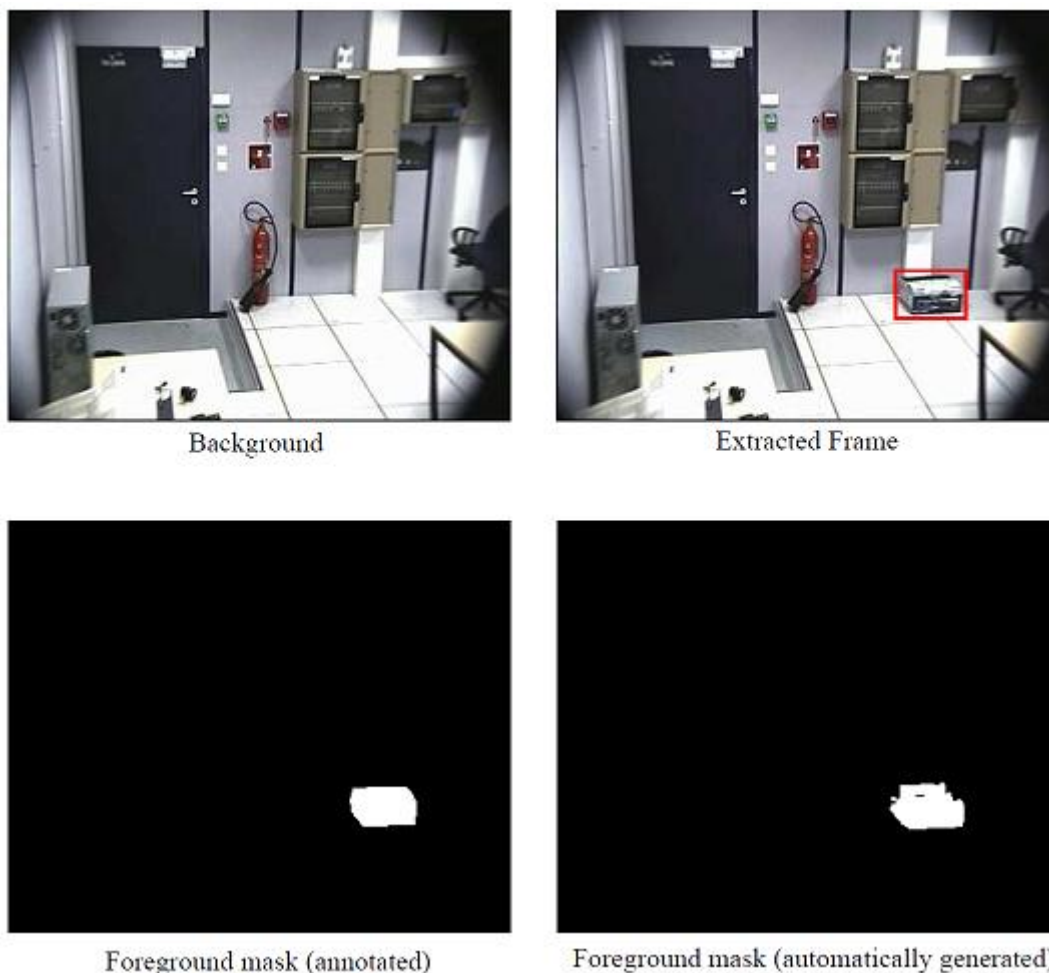 Background
Extracted Frame
Foreground mask (annotated)
Foreground mask (automatically generated)